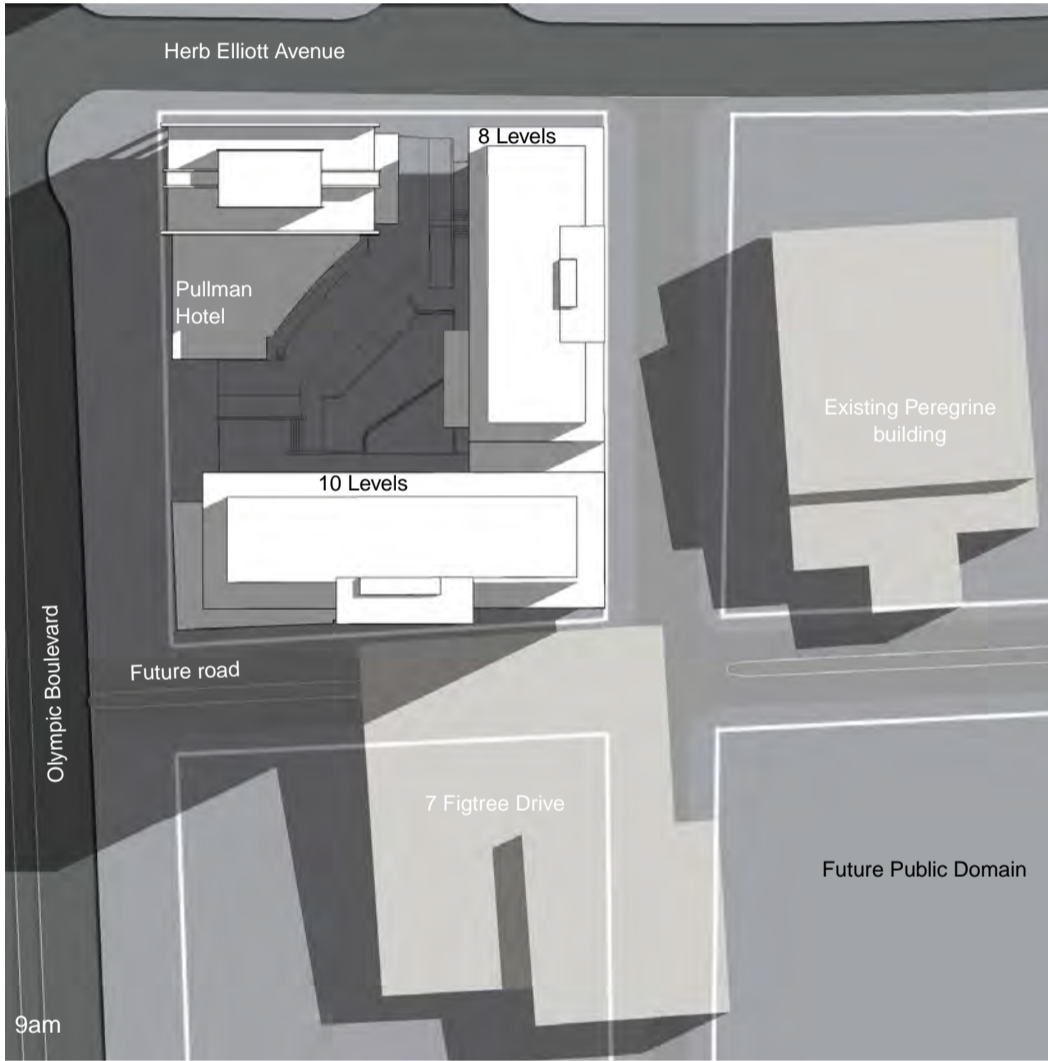 Herb Elliott Avenue
8 Levels
Pullman
Hotel
Existing Peregrine
building
10 Levels
Future road
Olympic Boulevard
7 Figtree Drive
Future Public Domain
9am